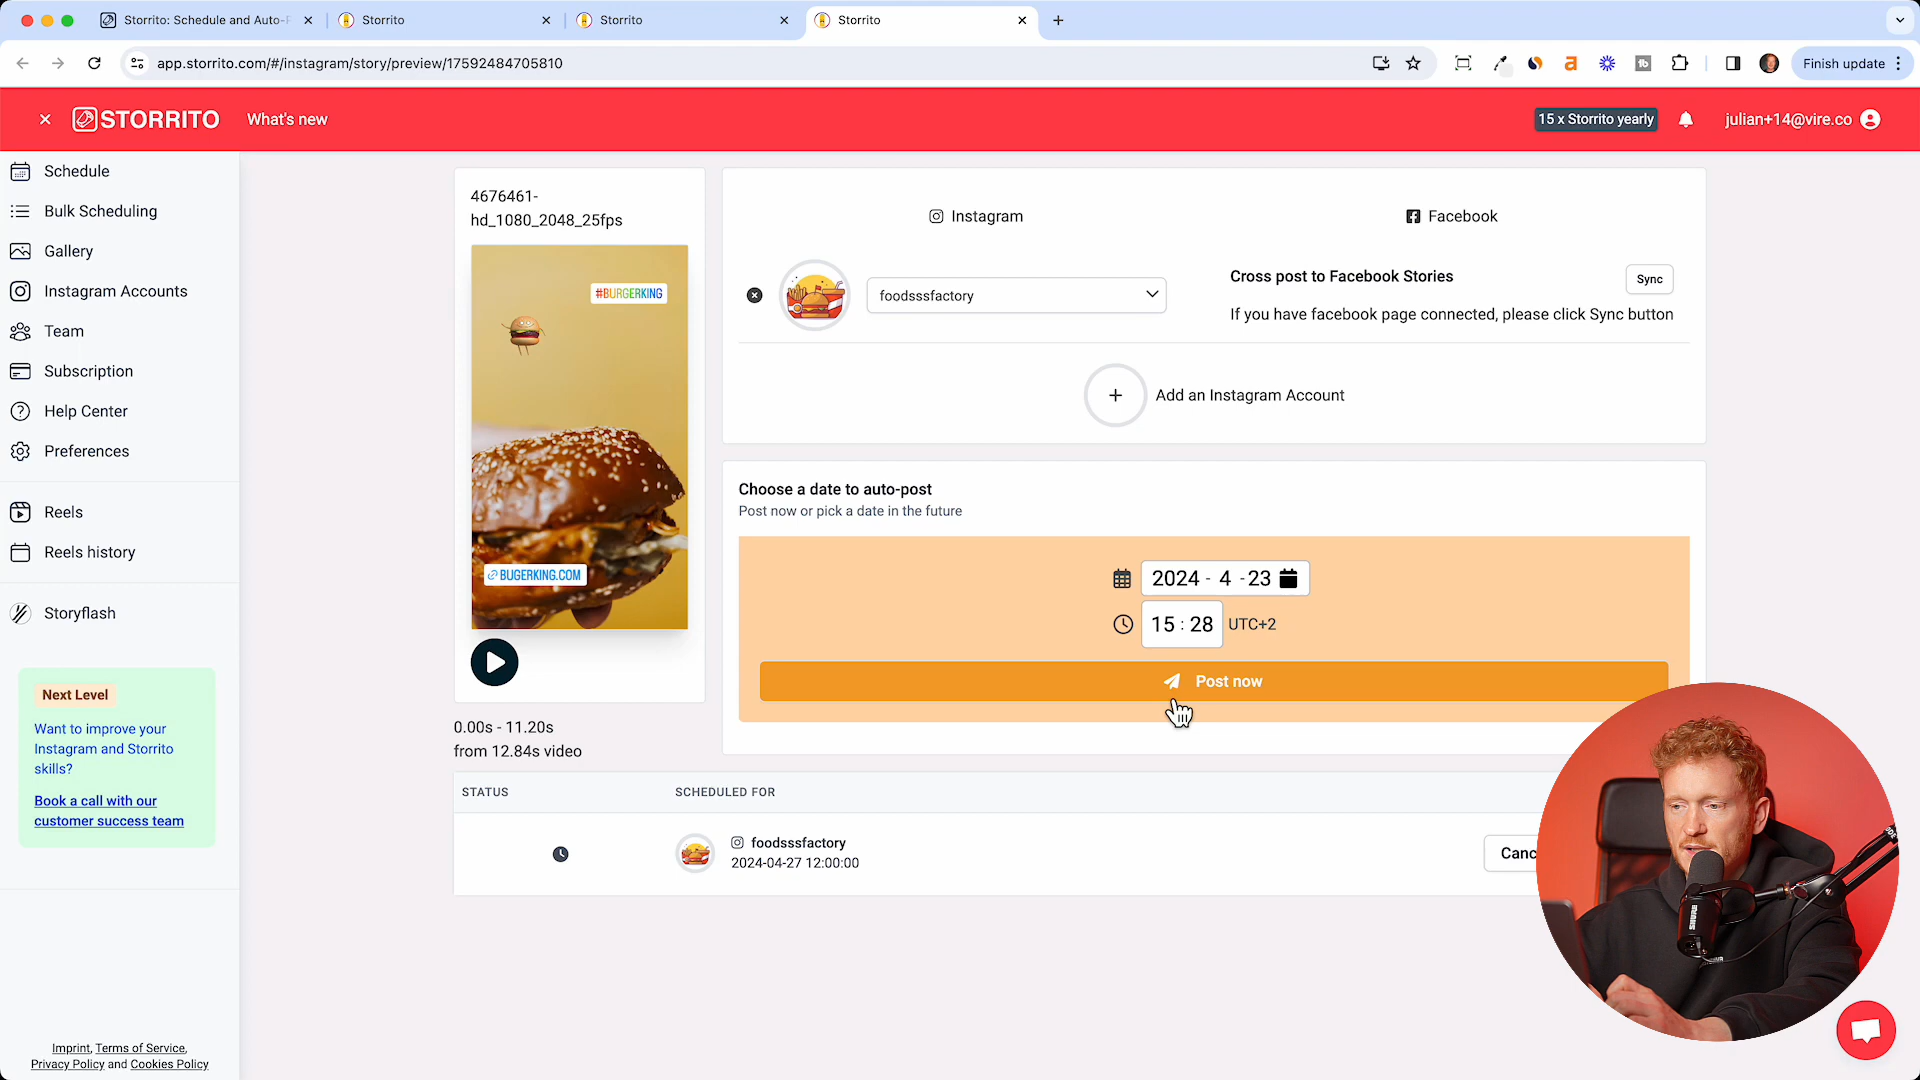 Storrito: Schedule and Auto-P
Storrito
Storrito
Storrito
app.storrito.com/#/instagram/story/preview/17592484705810
Finish update
STORRITO
What's new
15 x Storrito yearly
julian+14@vire.co
Schedule
Bulk Scheduling
Gallery
Instagram Accounts
Team
Subscription
Help Center
Preferences
Reels
Reels history
Storyflash
Next Level
Want to improve your
Instagram and Storrito
skills?
Book a call with our
customer success team
Imprint, Terms of Service,
Privacy Policy and Cookies Policy
4676461-
hd_1080_2048_25fps
#BURGERKING
BUGERKING.COM
0.00s - 11.20s
from 12.84s video
Instagram
Facebook
foodsssfactory
Cross post to Facebook Stories
Sync
If you have facebook page connected, please click Sync button
Add an Instagram Account
Choose a date to auto-post
Post now or pick a date in the future
2024 - 4 - 23
15 : 28 UTC+2
Post now
STATUS
SCHEDULED FOR
foodsssfactory
2024-04-27 12:00:00
Canc
SHURE